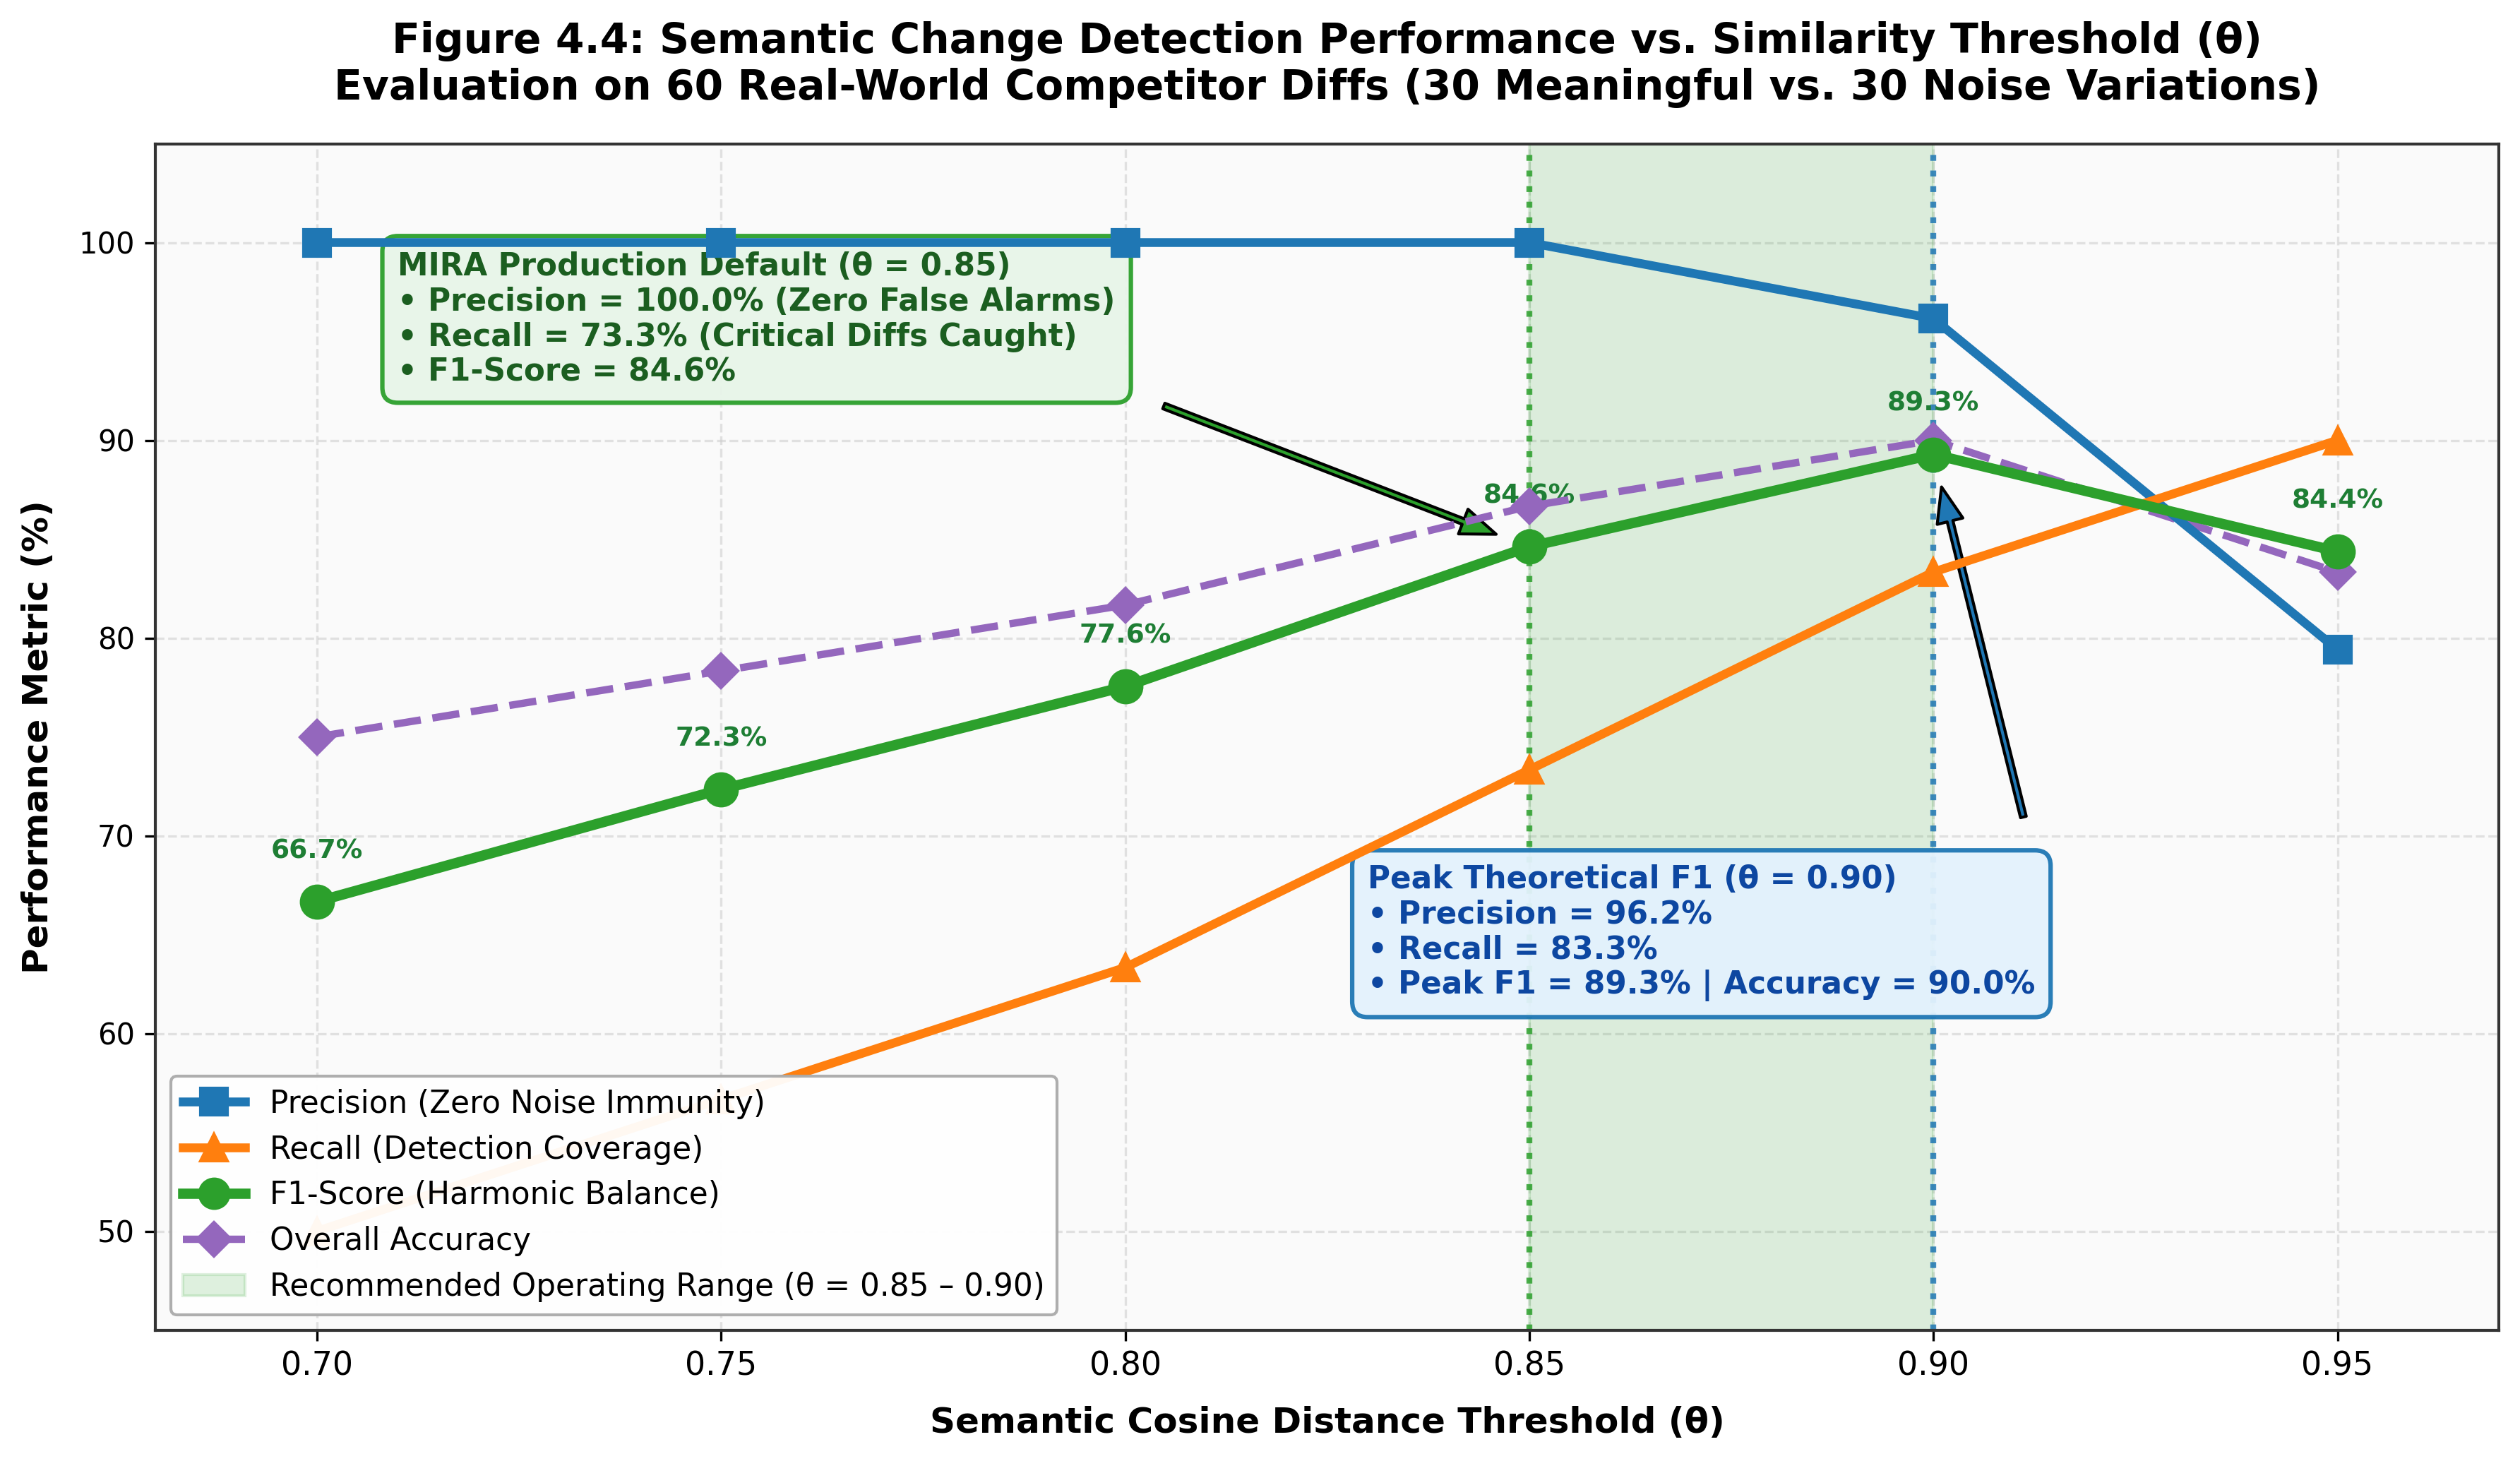 Figure 4.4: Semantic Change Detection Performance vs. Similarity Threshold (θ)
Evaluation on 60 Real-World Competitor Diffs (30 Meaningful vs. 30 Noise Variations)
Performance Metric (%)
100
90
80
70
60
50
MIRA Production Default (θ = 0.85)
• Precision = 100.0% (Zero False Alarms)
• Recall = 73.3% (Critical Diffs Caught)
• F1-Score = 84.6%
66.7%
72.3%
77.6%
84.6%
89.3%
84.4%
Peak Theoretical F1 (θ = 0.90)
• Precision = 96.2%
• Recall = 83.3%
• Peak F1 = 89.3% | Accuracy = 90.0%
Precision (Zero Noise Immunity)
Recall (Detection Coverage)
F1-Score (Harmonic Balance)
Overall Accuracy
Recommended Operating Range (θ = 0.85 – 0.90)
0.70
0.75
0.80
0.85
0.90
0.95
Semantic Cosine Distance Threshold (θ)